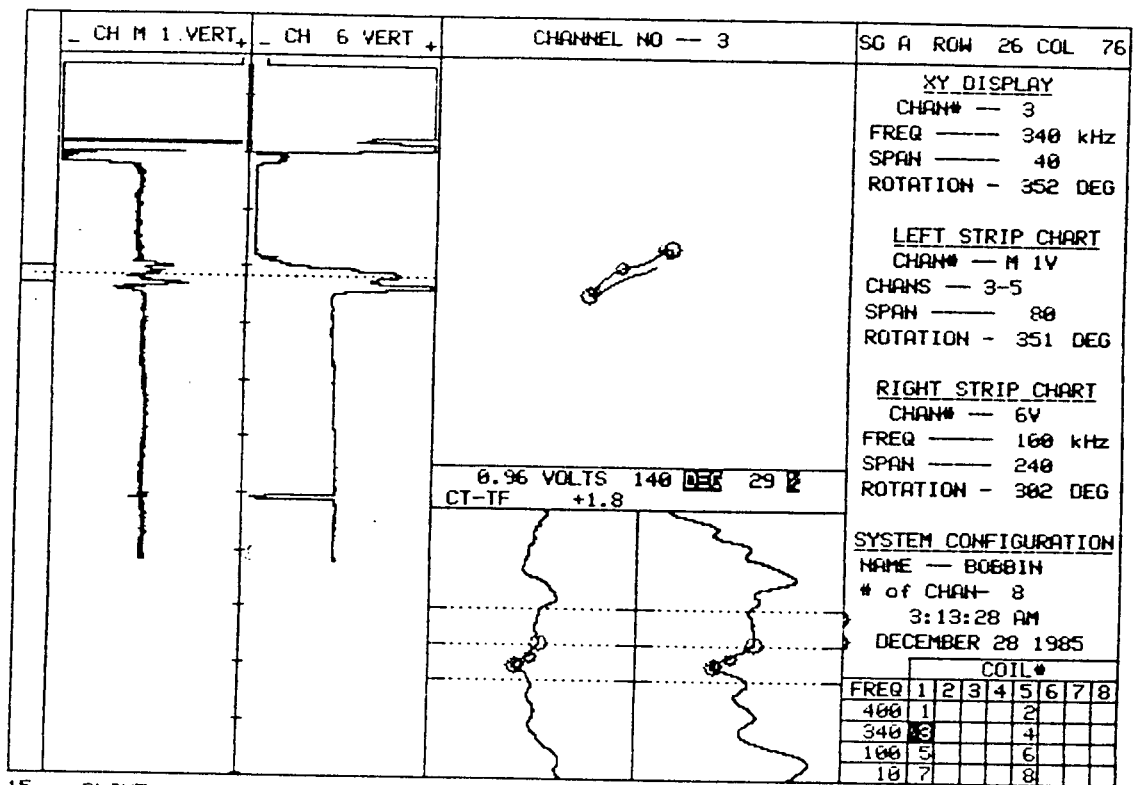 _ CH M 1 VERT +
_ CH 6 VERT +
CHANNEL NO -- 3
SG A ROW 26 COL 76
XY DISPLAY
CHAN# -- 3
FREQ ----- 340 kHz
SPAN ----- 40
ROTATION - 352 DEG
LEFT STRIP CHART
CHAN# -- M 1V
CHANS -- 3-5
SPAN ----- 80
ROTATION - 351 DEG
RIGHT STRIP CHART
CHAN# -- 6V
FREQ ----- 100 kHz
SPAN ----- 240
ROTATION - 302 DEG
0.96 VOLTS 140 DEG 29 %
CT-TF +1.8
SYSTEM CONFIGURATION
NAME -- BOBBIN
# of CHAN- 8
3:13:28 AM
DECEMBER 28 1985
COIL#
FREQ 1 2 3 4 5 6 7 8
400 1 2
340 3 4
100 5 6
10 7 8